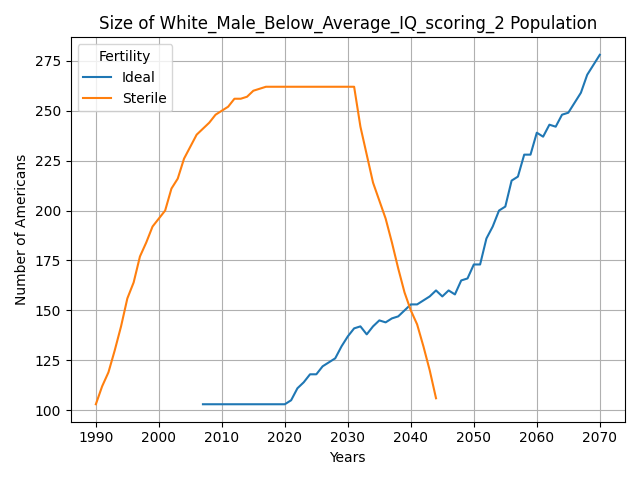 Size of White_Male_Below_Average_IQ_scoring_2 Population
Fertility
Ideal
Sterile
Number of Americans
275
250
225
200
175
150
125
100
1990 2000 2010 2020 2030 2040 2050 2060 2070
Years